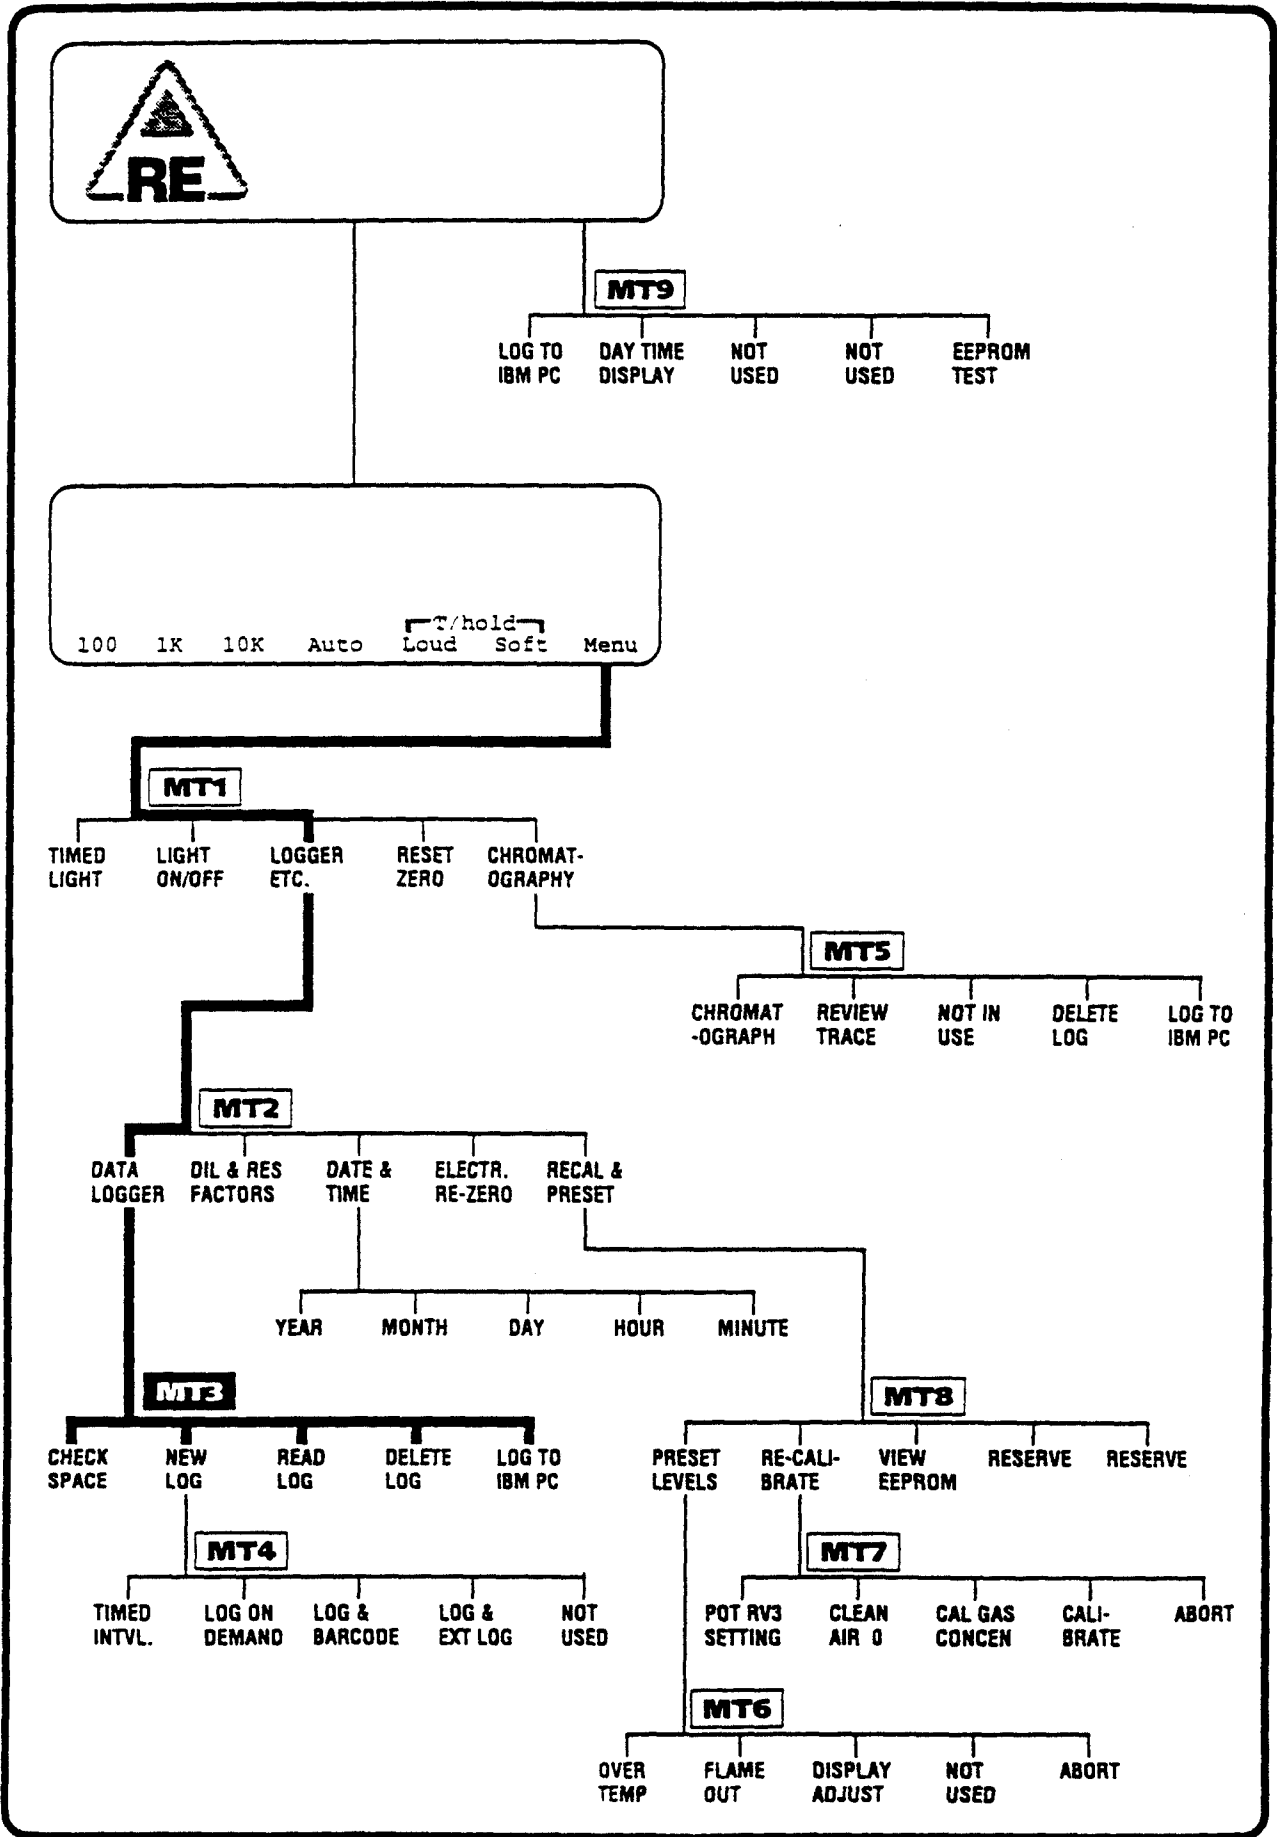 RE
MT9
LOG TO DAY TIME NOT NOT EEPROM
IBM PC DISPLAY USED USED TEST
T/hold
100 1K 10K Auto Loud Soft Menu
MT1
TIMED LIGHT LOGGER RESET CHROMAT-
LIGHT ON/OFF ETC. ZERO OGRAPHY
MT5
CHROMAT REVIEW NOT IN DELETE LOG TO
-OGRAPH TRACE USE LOG IBM PC
MT2
DATA DIL & RES DATE & ELECTR. RECAL &
LOGGER FACTORS TIME RE-ZERO PRESET
YEAR MONTH DAY HOUR MINUTE
MT3
MT8
CHECK NEW READ DELETE LOG TO
SPACE LOG LOG LOG IBM PC
PRESET RE-CALI- VIEW RESERVE RESERVE
LEVELS BRATE EEPROM
MT4
MT7
TIMED LOG ON LOG & LOG & NOT
INTVL. DEMAND BARCODE EXT LOG USED
POT RV3 CLEAN CAL GAS CALI- ABORT
SETTING AIR 0 CONCEN BRATE
MT6
OVER FLAME DISPLAY NOT ABORT
TEMP OUT ADJUST USED